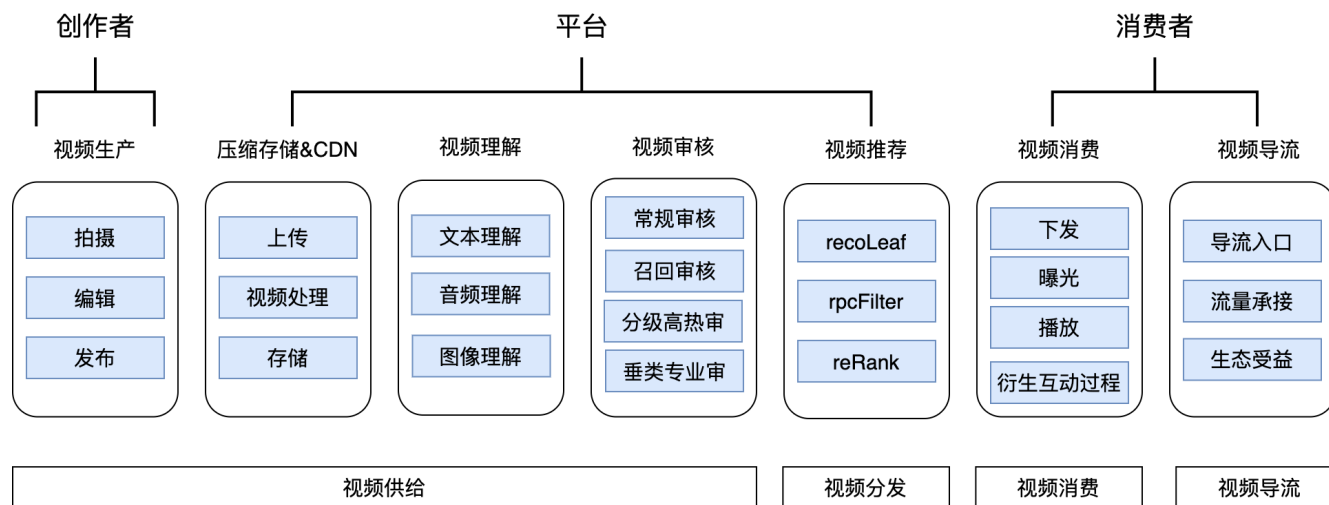 创作者
平台
消费者
视频生产
压缩存储&CDN
视频理解
视频审核
视频推荐
视频消费
视频导流
拍摄
编辑
发布
上传
视频处理
存储
文本理解
音频理解
图像理解
常规审核
召回审核
分级高热审
垂类专业审
recoLeaf
rpcFilter
reRank
下发
曝光
播放
衍生互动过程
导流入口
流量承接
生态受益
视频供给
视频分发
视频消费
视频导流